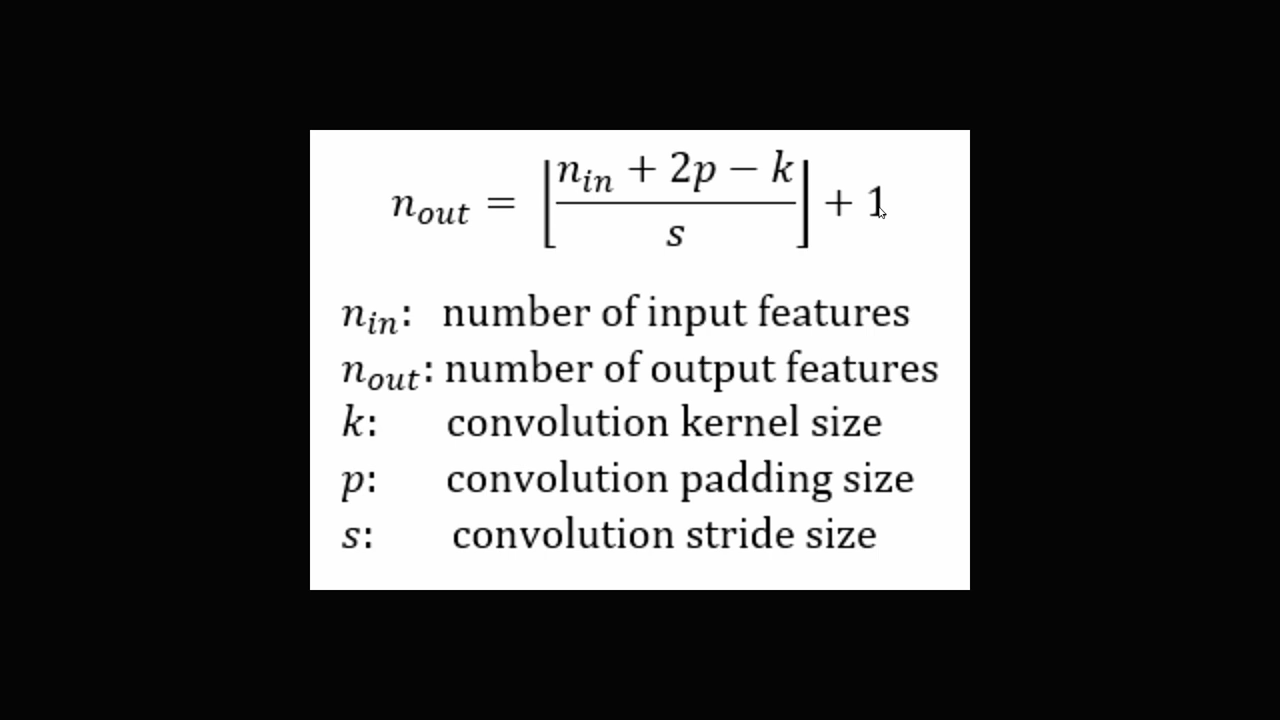 n_out = ⌊(n_in + 2p − k) / s⌋ + 1
n_in: number of input features
n_out: number of output features
k: convolution kernel size
p: convolution padding size
s: convolution stride size